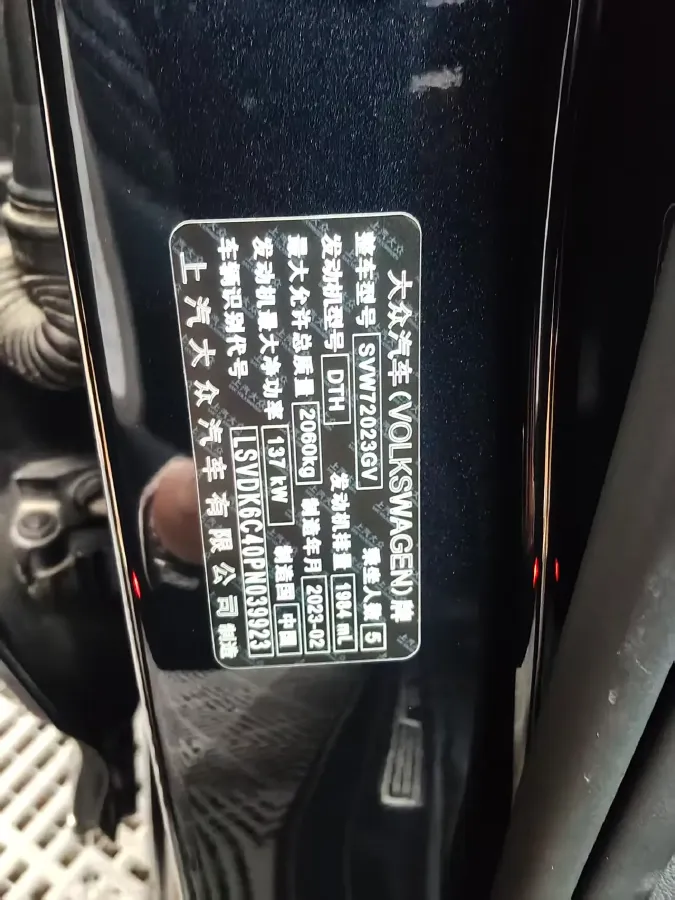 大众汽车(VOLKSWAGEN)牌
整车型号 SVW72023GV 乘坐人数 5
发动机型号 DTH 发动机排量 1984 mL
最大允许总质量 2060kg 制造年月 2023-02
发动机最大净功率 137 kW 制造国 中国
车辆识别代号 LSVDK6C40PN039923
上汽大众汽车有限公司 制造